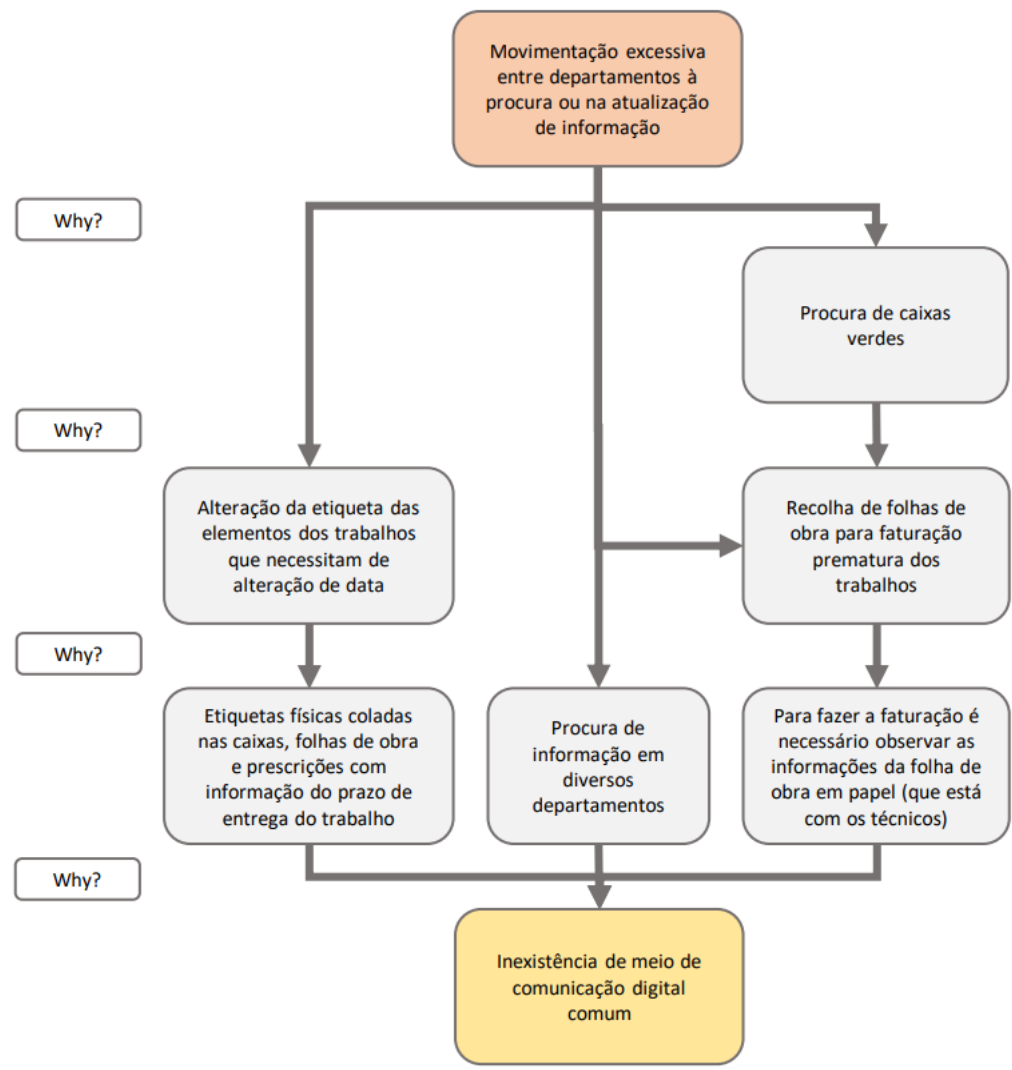 Movimentação excessiva
entre departamentos à
procura ou na atualização
de informação
Why?
Procura de caixas
verdes
Why?
Alteração da etiqueta das
elementos dos trabalhos
que necessitam de
alteração de data
Recolha de folhas de
obra para faturação
prematura dos
trabalhos
Why?
Etiquetas físicas coladas
nas caixas, folhas de obra
e prescrições com
informação do prazo de
entrega do trabalho
Procura de
informação em
diversos
departamentos
Para fazer a faturação é
necessário observar as
informações da folha de
obra em papel (que está
com os técnicos)
Why?
Inexistência de meio de
comunicação digital
comum